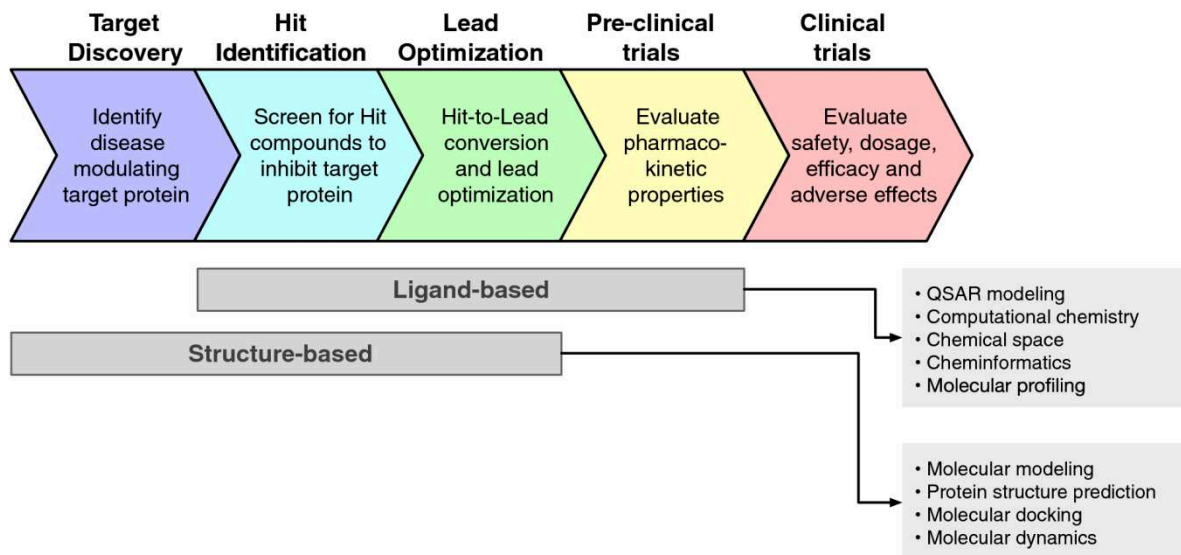 Target
Discovery
Hit
Identification
Lead
Optimization
Pre-clinical
trials
Clinical
trials
Identify
disease
modulating
target protein
Screen for Hit
compounds to
inhibit target
protein
Hit-to-Lead
conversion
and lead
optimization
Evaluate
pharmaco-
kinetic
properties
Evaluate
safety, dosage,
efficacy and
adverse effects
Ligand-based
Structure-based
• QSAR modeling
• Computational chemistry
• Chemical space
• Cheminformatics
• Molecular profiling
• Molecular modeling
• Protein structure prediction
• Molecular docking
• Molecular dynamics